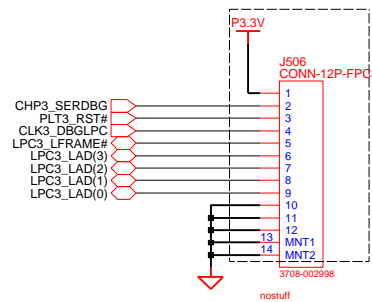 P3.3V
J506
CONN-12P-FPC
1
CHP3_SERDBG 2
PLT3_RST# 3
CLK3_DBGLPC 4
LPC3_LFRAME# 5
LPC3_LAD(3) 6
LPC3_LAD(2) 7
LPC3_LAD(1) 8
LPC3_LAD(0) 9
10
11
12
13 MNT1
14 MNT2
3708-002998
nostuff